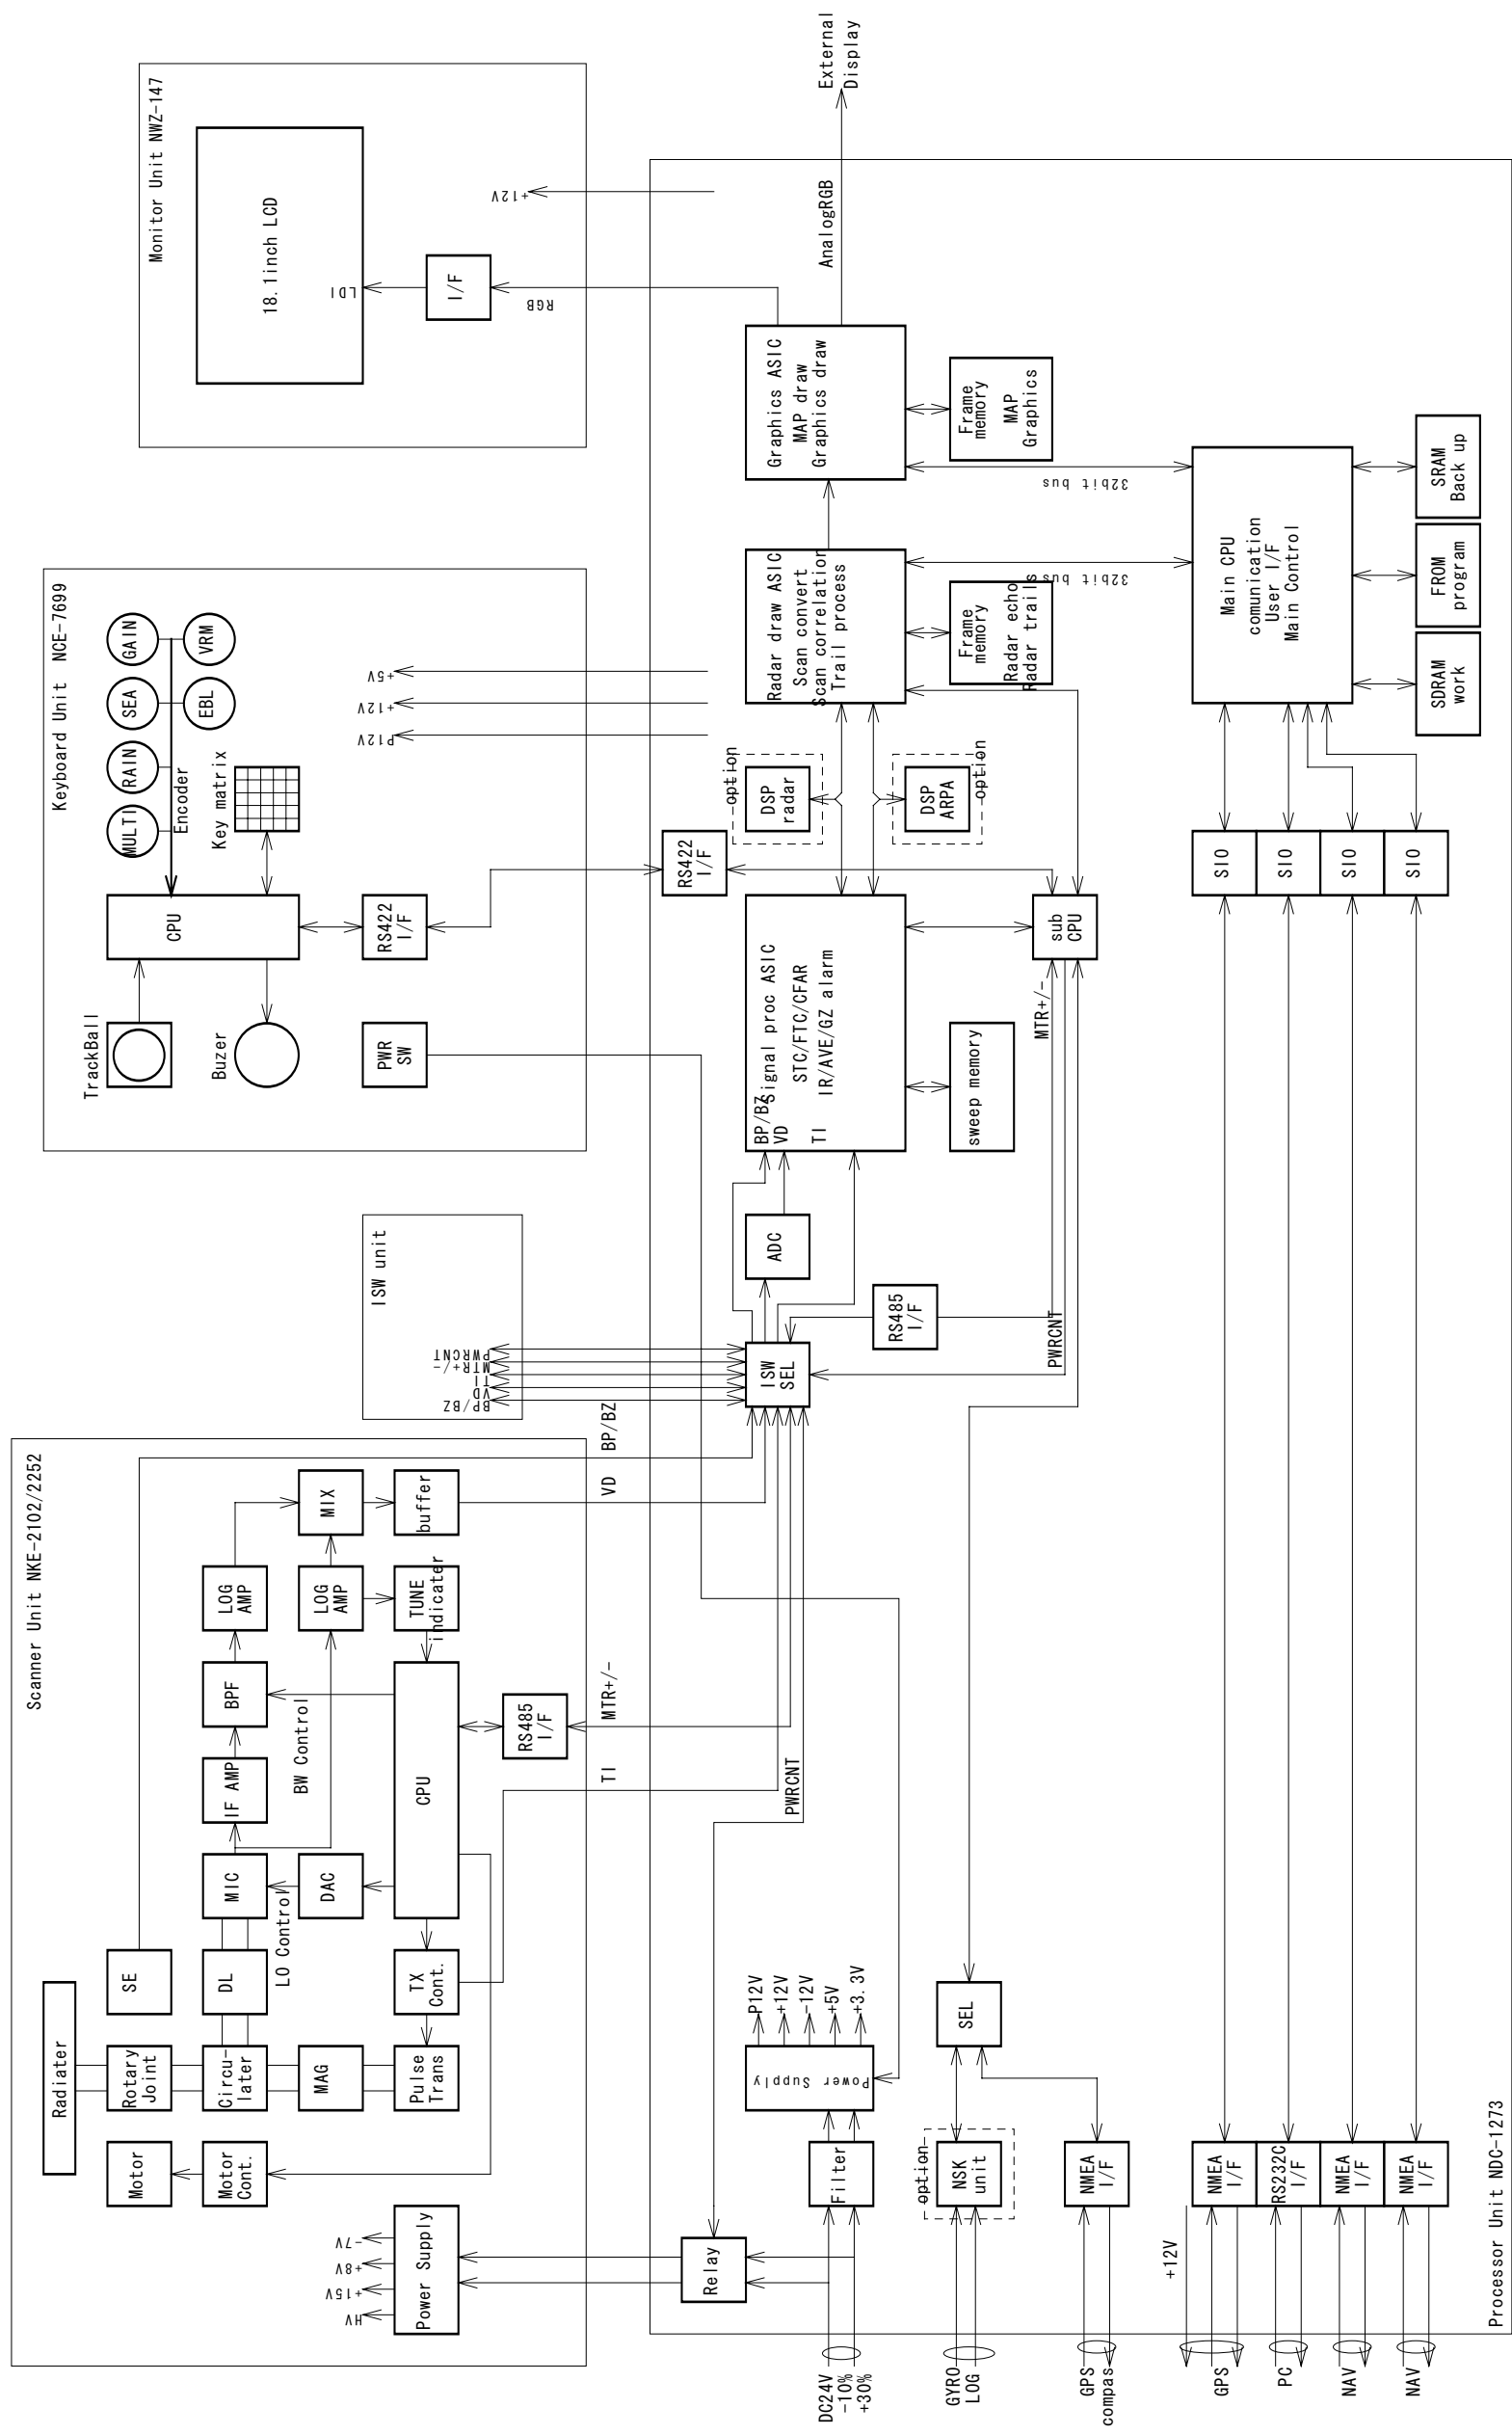 Scanner Unit NKE-2102/2252
Radiater
Rotary
Joint
SE
Motor
Motor
Cont.
Circu-
later
DL
MIC
IF AMP
BPF
LOG
AMP
LO Control
BW Control
MAG
DAC
LOG
AMP
MIX
Pulse
Trans
TX
Cont.
CPU
TUNE
indicater
buffer
RS485
I/F
Power Supply
HV
+15V
+8V
-7V
TI
MTR+/-
VD
BP/BZ
ISW unit
BP/BZ
VD
TI
MTR+/-
PWRCNT
Keyboard Unit  NCE-7699
TrackBall
Buzer
PWR
SW
CPU
RS422
I/F
MULTI
RAIN
SEA
GAIN
EBL
VRM
Encoder
Key matrix
P12V
+12V
+5V
Monitor Unit NWZ-147
18.1inch LCD
LDI
I/F
RGB
+12V
Processor Unit NDC-1273
Relay
PWRCNT
DC24V
-10%
+30%
Filter
Power Supply
P12V
+12V
-12V
+5V
+3.3V
ISW
SEL
ADC
RS485
I/F
PWRCNT
MTR+/-
BP/BZ
VD
TI
Signal proc ASIC
STC/FTC/CFAR
IR/AVE/GZ alarm
sweep memory
RS422
I/F
sub
CPU
option
DSP
radar
DSP
ARPA
option
Radar draw ASIC
Scan convert
Scan correlation
Trail process
Frame
memory
Radar echo
Radar trails
32bit bus
Graphics ASIC
MAP draw
Graphics draw
Frame
memory
MAP
Graphics
32bit bus
AnalogRGB
External
Display
GYRO
LOG
option
NSK
unit
SEL
GPS
compas
NMEA
I/F
+12V
GPS
NMEA
I/F
SIO
PC
RS232C
I/F
SIO
NAV
NMEA
I/F
SIO
NAV
NMEA
I/F
SIO
Main CPU
comunication
User I/F
Main Control
SDRAM
work
FROM
program
SRAM
Back up